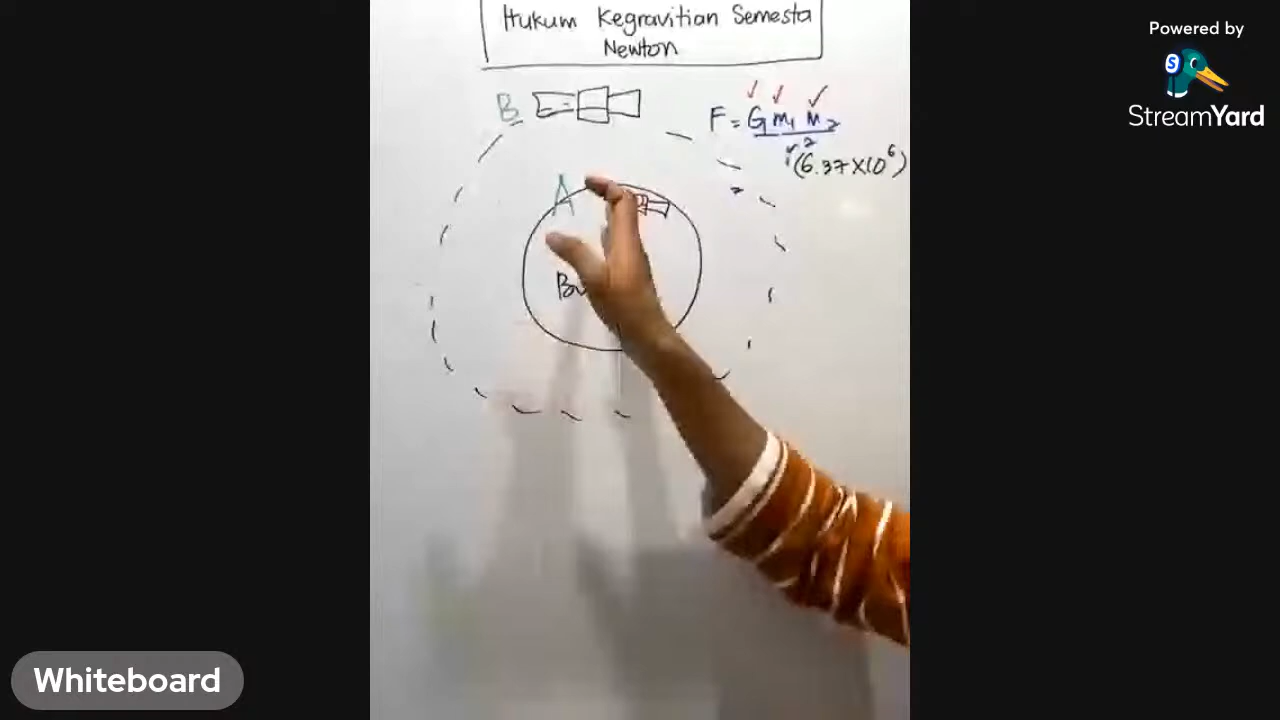 Hukum Kegravitian Semesta
Newton
Powered by
StreamYard
B
F = G m₁ m₂
r² (6.37 × 10⁶)
A
Whiteboard